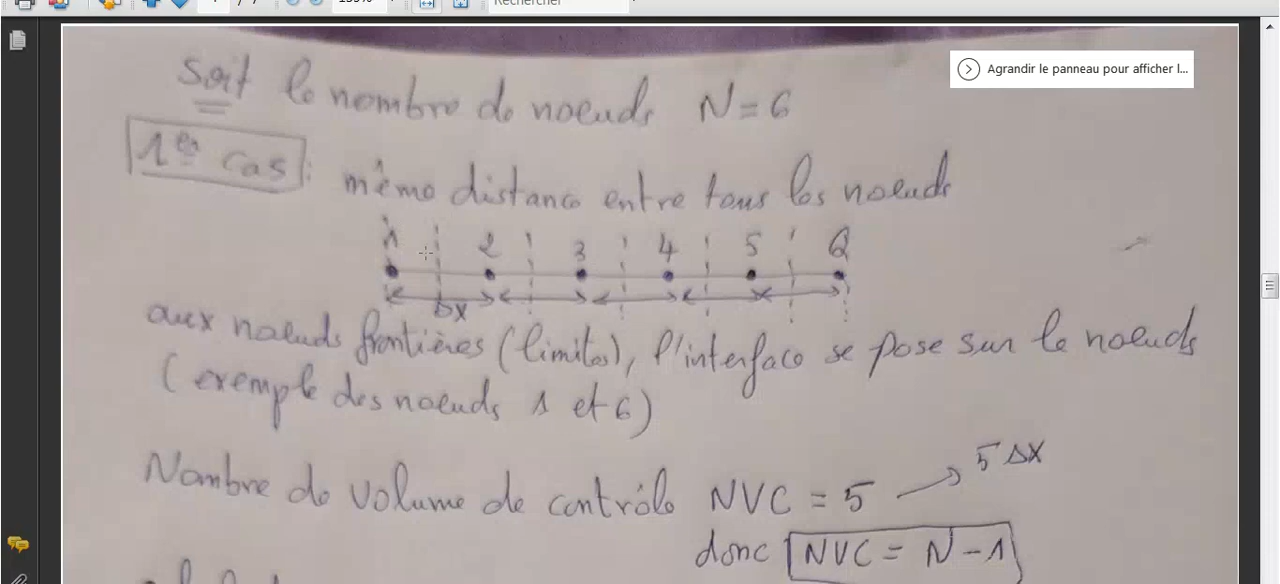 Rechercher
Agrandir le panneau pour afficher l...
Soit le nombre de noeuds N=6
1er cas : même distance entre tous les noeuds
1 2 3 4 5 6
Δx
aux noeuds frontières (limites), l'interface se pose sur le noeuds
(exemple des noeuds 1 et 6)
Nombre de volume de contrôle NVC = 5 → 5 Δx
donc NVC = N-1